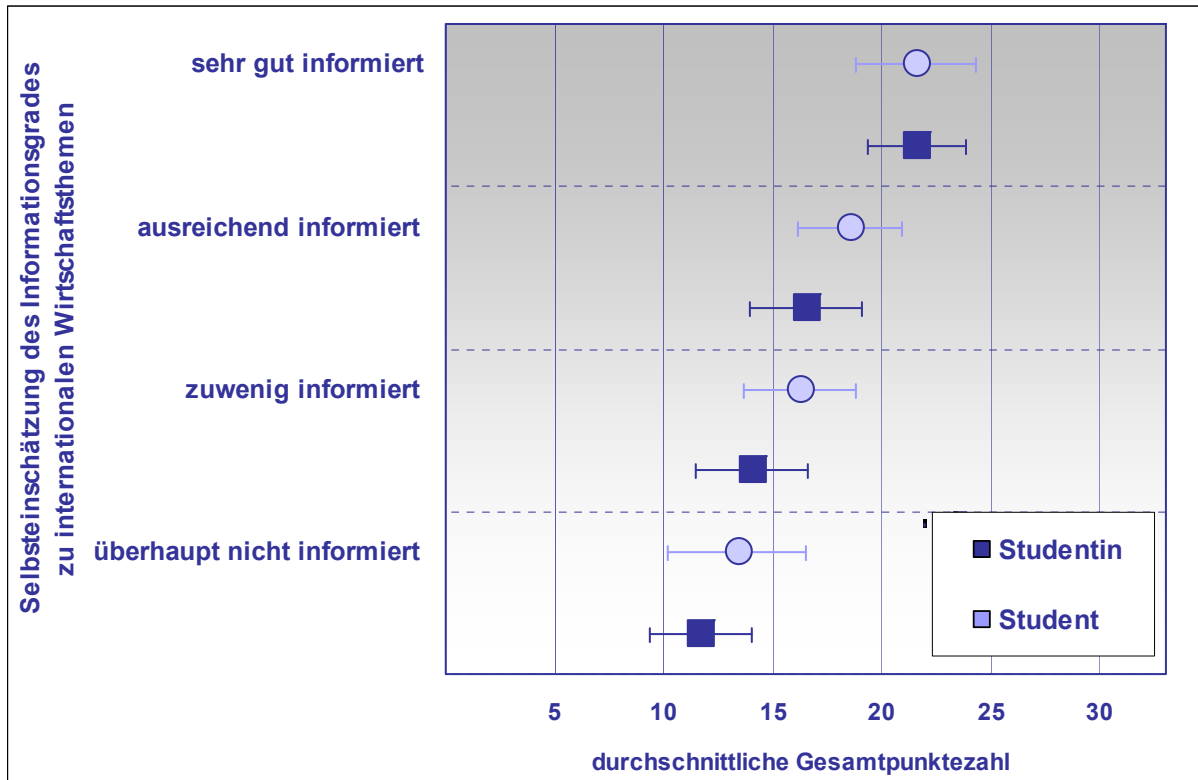 Selbsteinschätzung des Informationsgrades
zu internationalen Wirtschaftsthemen
sehr gut informiert
ausreichend informiert
zuwenig informiert
überhaupt nicht informiert
Studentin
Student
5 10 15 20 25 30
durchschnittliche Gesamtpunktezahl